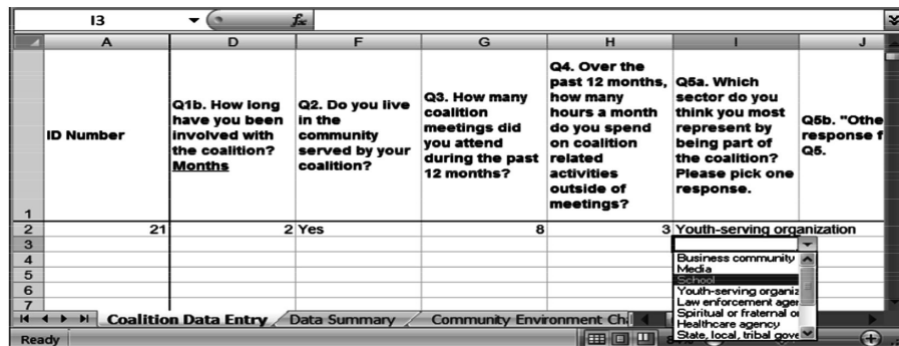 I3
fx
A D F G H I J
ID Number
Q1b. How long
have you been
involved with
the coalition?
Months
Q2. Do you live
in the
community
served by your
coalition?
Q3. How many
coalition
meetings did
you attend
during the past
12 months?
Q4. Over the
past 12 months,
how many
hours a month
do you spend
on coalition
related
activities
outside of
meetings?
Q5a. Which
sector do you
think you most
represent by
being part of
the coalition?
Please pick one
response.
Q5b. "Othe
response f
Q5.
1
2 21 2 Yes 8 3 Youth-serving organization
3
4
5
6
7
Business community
Media
School
Youth-serving organiz
Law enforcement agen
Spiritual or fraternal o
Healthcare agency
State, local, tribal gove
Coalition Data Entry Data Summary Community Environment Ch
Ready